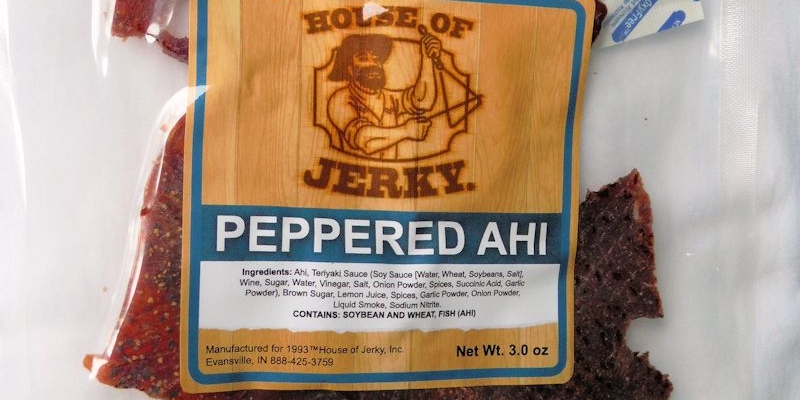 HOUSE OF
JERKY.
PEPPERED AHI
Ingredients: Ahi, Teriyaki Sauce (Soy Sauce [Water, Wheat, Soybeans, Salt],
Wine, Sugar, Water, Vinegar, Salt, Onion Powder, Spices, Succinic Acid, Garlic
Powder), Brown Sugar, Lemon Juice, Spices, Garlic Powder, Onion Powder,
Liquid Smoke, Sodium Nitrite.
CONTAINS: SOYBEAN AND WHEAT, FISH (AHI)
Manufactured for 1993™House of Jerky, Inc.
Evansville, IN 888-425-3759
Net Wt. 3.0 oz